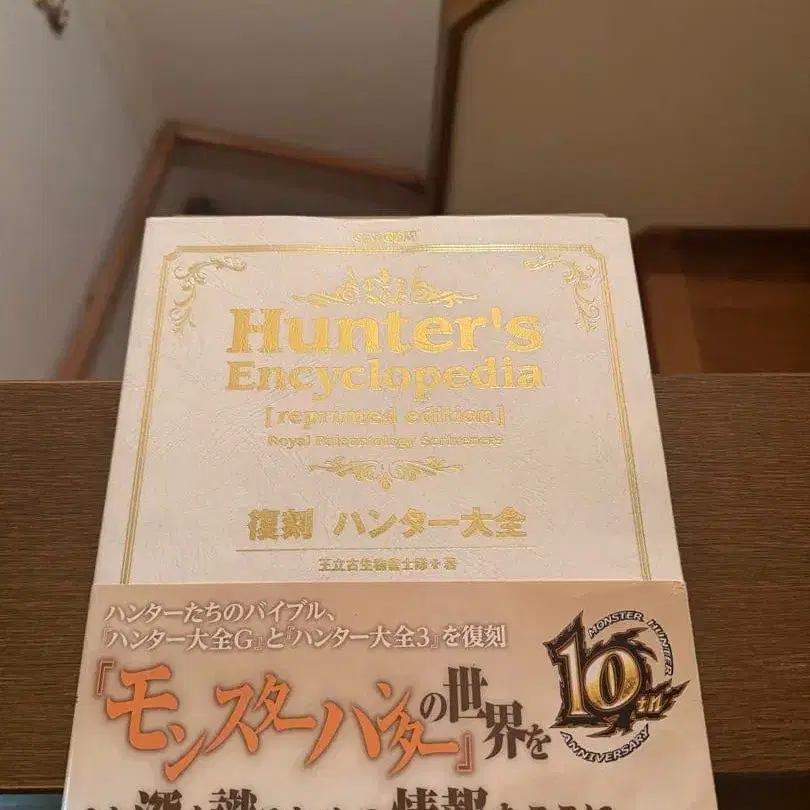 Hunter's
Encyclopedia
[reprinted edition]
Royal Paleontology Scriveners
復刻 ハンター大全
王立古生物書士隊 著
ハンターたちのバイブル、
『ハンター大全G』と『ハンター大全3』を復刻
『モンスターハンター』の世界を
MONSTER HUNTER
10th
ANNIVERSARY